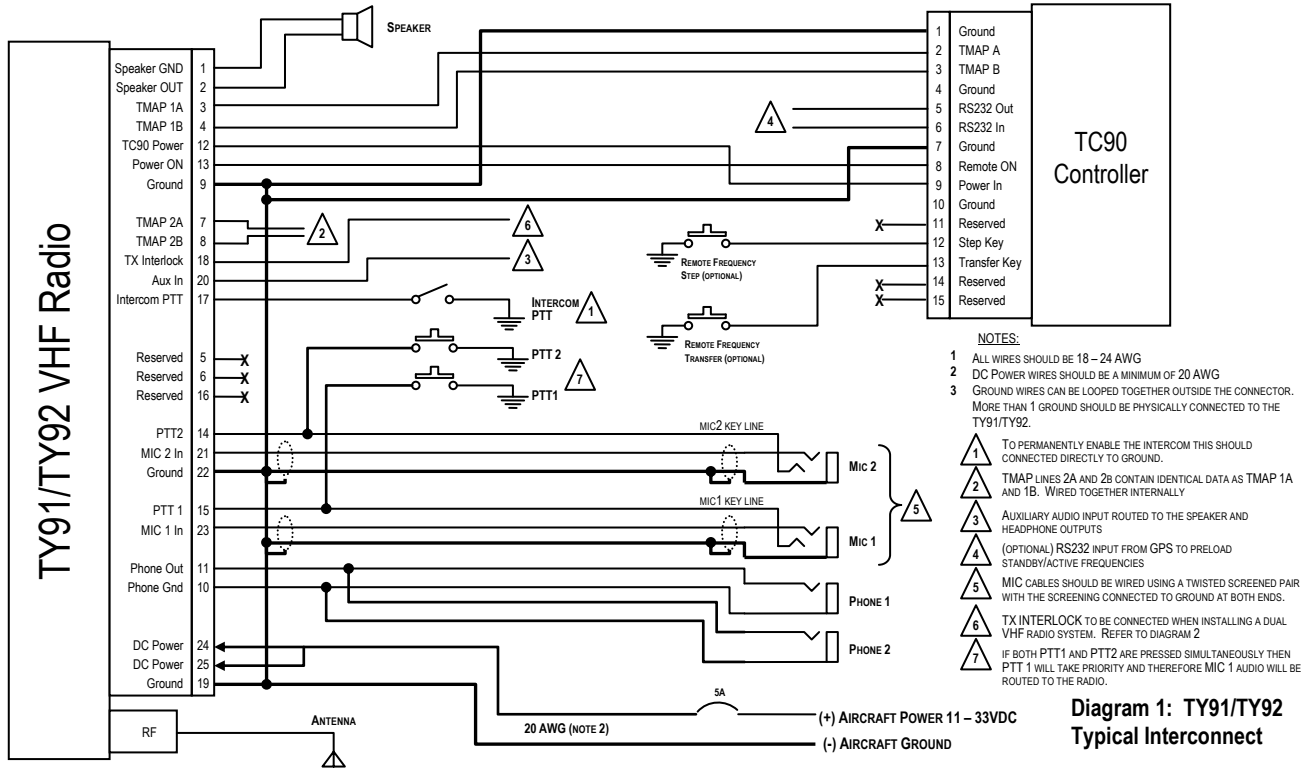 TY91/TY92 VHF Radio
Speaker GND 1
Speaker OUT 2
TMAP 1A 3
TMAP 1B 4
TC90 Power 12
Power ON 13
Ground 9
TMAP 2A 7
TMAP 2B 8
TX Interlock 18
Aux In 20
Intercom PTT 17
Reserved 5 X
Reserved 6 X
Reserved 16 X
PTT2 14
MIC 2 In 21
Ground 22
PTT 1 15
MIC 1 In 23
Phone Out 11
Phone Gnd 10
DC Power 24
DC Power 25
Ground 19
RF
ANTENNA
SPEAKER
2
6
3
INTERCOM
PTT
1
PTT 2
PTT1
7
MIC2 KEY LINE
MIC 2
MIC1 KEY LINE
MIC 1
5
PHONE 1
PHONE 2
5A
20 AWG (NOTE 2)
(+) AIRCRAFT POWER 11 – 33VDC
(-) AIRCRAFT GROUND
4
REMOTE FREQUENCY
STEP (OPTIONAL)
REMOTE FREQUENCY
TRANSFER (OPTIONAL)
1 Ground
2 TMAP A
3 TMAP B
4 Ground
5 RS232 Out
6 RS232 In
7 Ground
8 Remote ON
9 Power In
10 Ground
X 11 Reserved
12 Step Key
13 Transfer Key
X 14 Reserved
X 15 Reserved
TC90
Controller
NOTES:
1 ALL WIRES SHOULD BE 18 – 24 AWG
2 DC POWER WIRES SHOULD BE A MINIMUM OF 20 AWG
3 GROUND WIRES CAN BE LOOPED TOGETHER OUTSIDE THE CONNECTOR.
MORE THAN 1 GROUND SHOULD BE PHYSICALLY CONNECTED TO THE
TY91/TY92.
1 TO PERMANENTLY ENABLE THE INTERCOM THIS SHOULD
CONNECTED DIRECTLY TO GROUND.
2 TMAP LINES 2A AND 2B CONTAIN IDENTICAL DATA AS TMAP 1A
AND 1B. WIRED TOGETHER INTERNALLY
3 AUXILIARY AUDIO INPUT ROUTED TO THE SPEAKER AND
HEADPHONE OUTPUTS
4 (OPTIONAL) RS232 INPUT FROM GPS TO PRELOAD
STANDBY/ACTIVE FREQUENCIES
5 MIC CABLES SHOULD BE WIRED USING A TWISTED SCREENED PAIR
WITH THE SCREENING CONNECTED TO GROUND AT BOTH ENDS.
6 TX INTERLOCK TO BE CONNECTED WHEN INSTALLING A DUAL
VHF RADIO SYSTEM. REFER TO DIAGRAM 2
7 IF BOTH PTT1 AND PTT2 ARE PRESSED SIMULTANEOUSLY THEN
PTT 1 WILL TAKE PRIORITY AND THEREFORE MIC 1 AUDIO WILL BE
ROUTED TO THE RADIO.
Diagram 1: TY91/TY92
Typical Interconnect